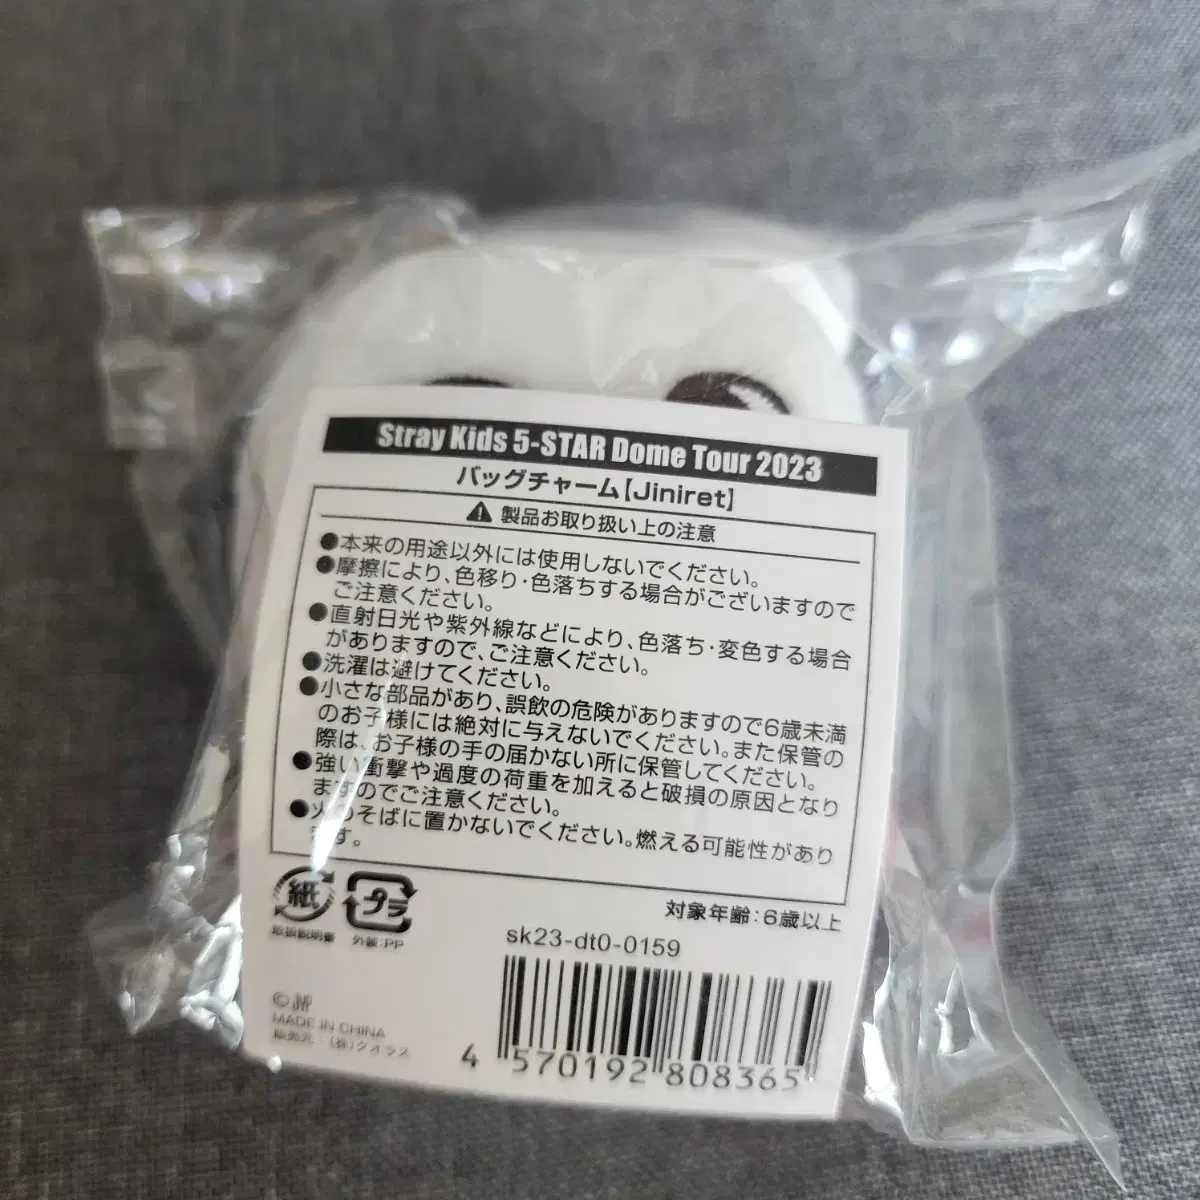 Stray Kids 5-STAR Dome Tour 2023
バッグチャーム【Jiniret】
製品お取り扱い上の注意
●本来の用途以外には使用しないでください。
●摩擦により、色移り・色落ちする場合がございますので
ご注意ください。
●直射日光や紫外線などにより、色落ち・変色する場合
がありますので、ご注意ください。
●洗濯は避けてください。
●小さな部品があり、誤飲の危険がありますので6歳未満
のお子様には絶対に与えないでください。また保管の
際は、お子様の手の届かない所に保管してください。
●強い衝撃や過度の荷重を加えると破損の原因となり
ますのでご注意ください。
●火のそばに置かないでください。燃える可能性があり
ます。
対象年齢:6歳以上
紙
プラ
取扱説明書
外装:PP
sk23-dt0-0159
©
MADE IN CHINA
販売元:(株)クオラス
4 570192 808365